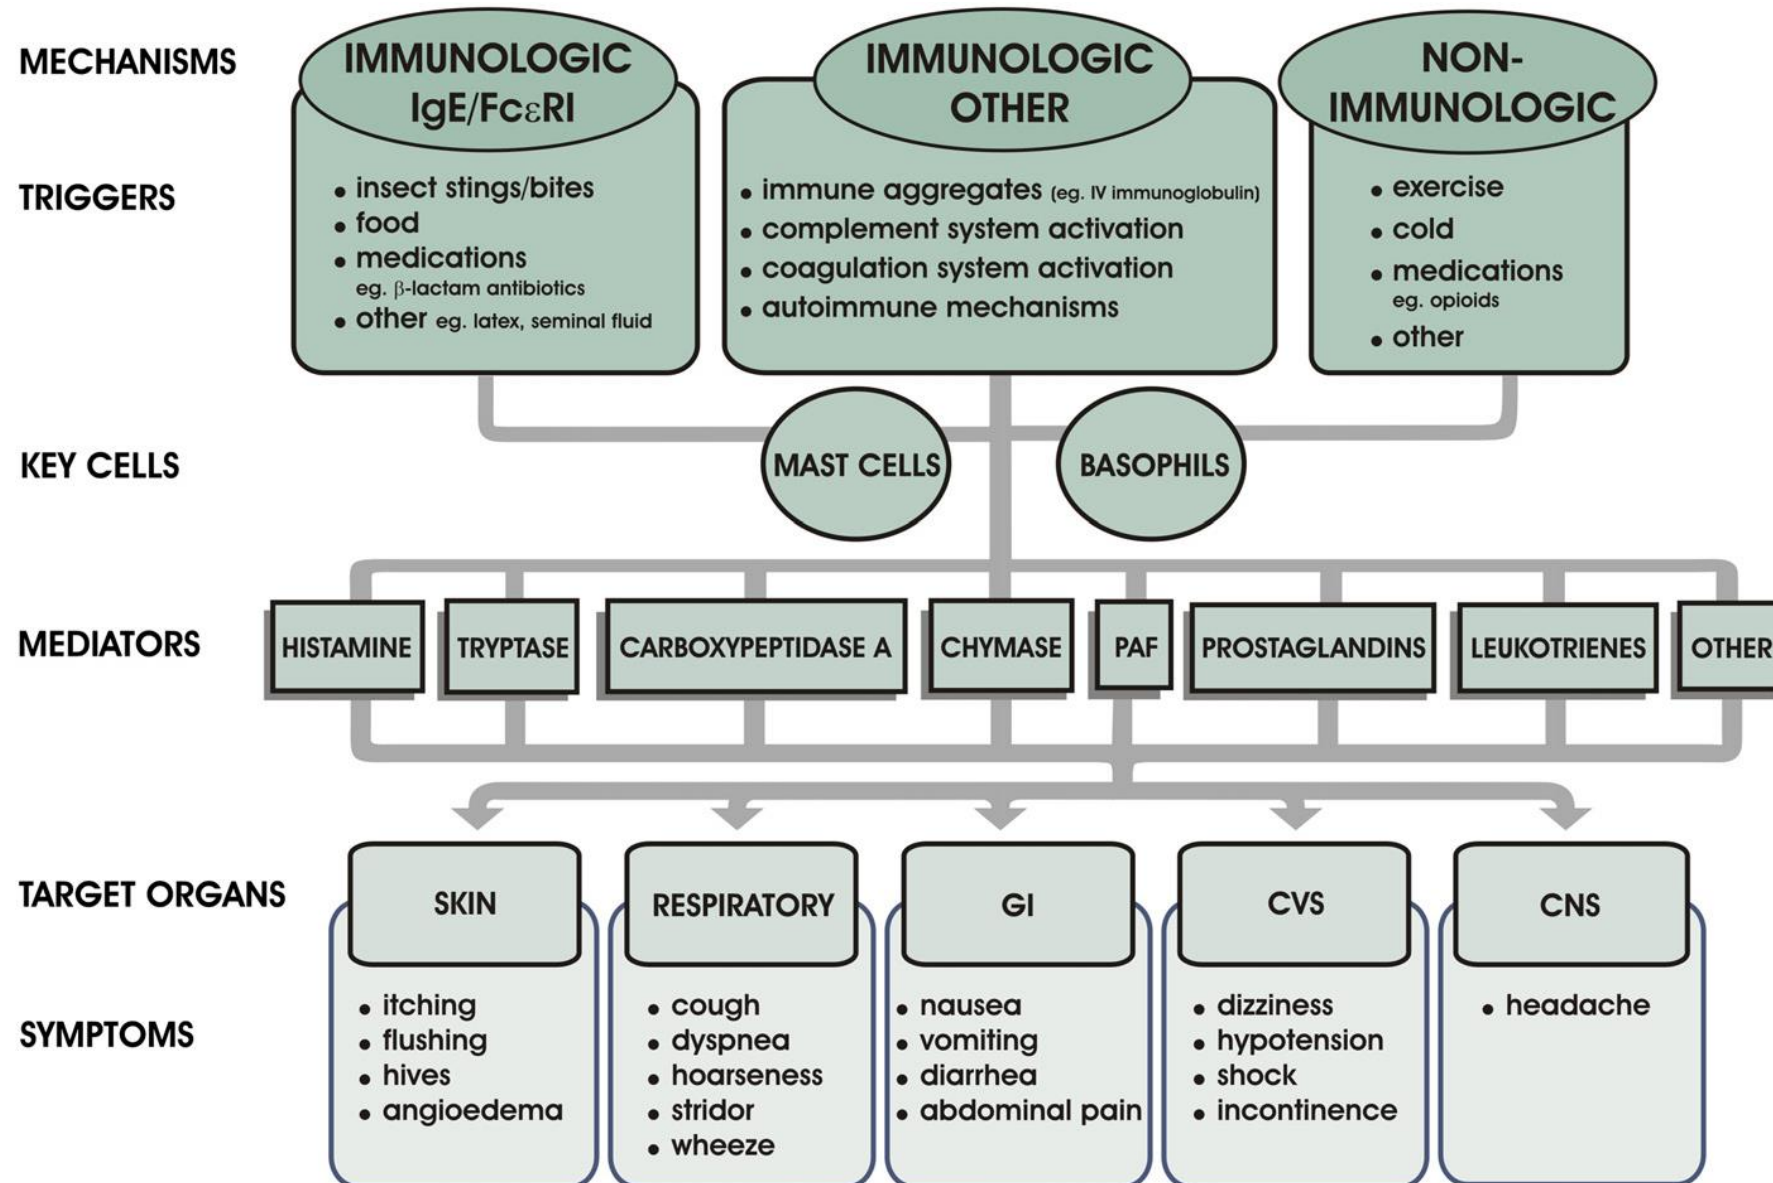 MECHANISMS
IMMUNOLOGIC
IgE/FcεRI
IMMUNOLOGIC
OTHER
NON-
IMMUNOLOGIC
TRIGGERS
• insect stings/bites
• food
• medications
eg. β-lactam antibiotics
• other eg. latex, seminal fluid
• immune aggregates (eg. IV immunoglobulin)
• complement system activation
• coagulation system activation
• autoimmune mechanisms
• exercise
• cold
• medications
eg. opioids
• other
KEY CELLS
MAST CELLS
BASOPHILS
MEDIATORS
HISTAMINE
TRYPTASE
CARBOXYPEPTIDASE A
CHYMASE
PAF
PROSTAGLANDINS
LEUKOTRIENES
OTHER
TARGET ORGANS
SKIN
RESPIRATORY
GI
CVS
CNS
SYMPTOMS
• itching
• flushing
• hives
• angioedema
• cough
• dyspnea
• hoarseness
• stridor
• wheeze
• nausea
• vomiting
• diarrhea
• abdominal pain
• dizziness
• hypotension
• shock
• incontinence
• headache